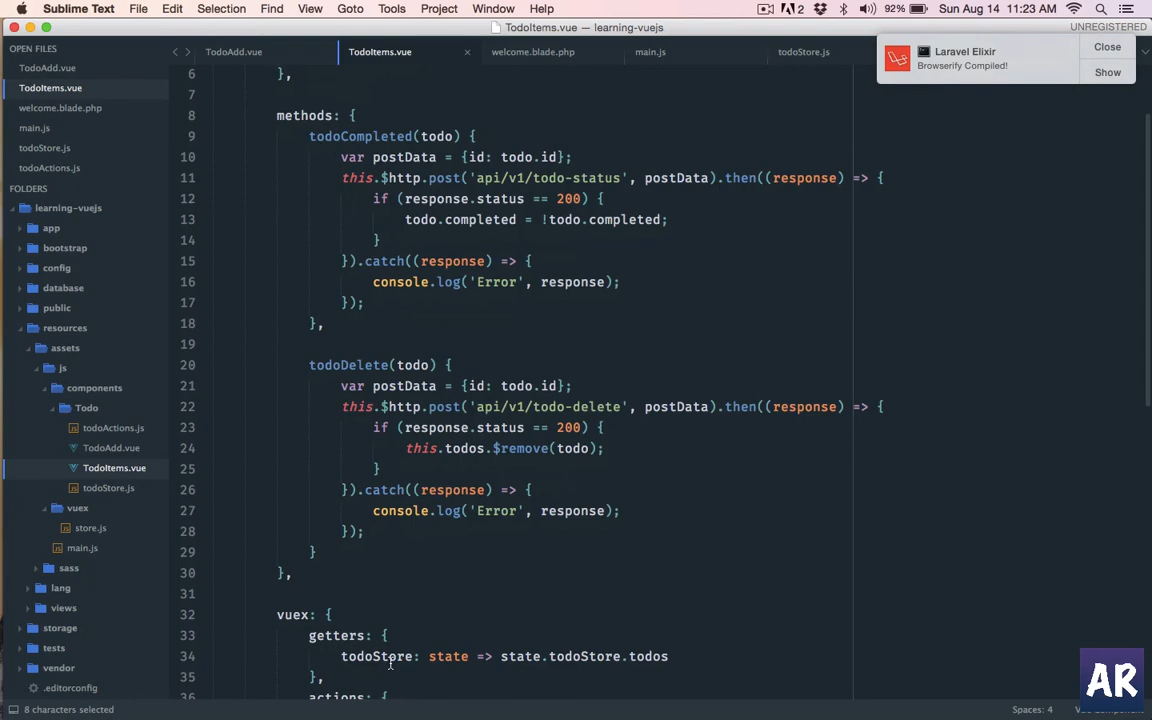 Sublime Text File Edit Selection Find View Goto Tools Project Window Help 2 92% Sun Aug 14 11:23 AM
TodoItems.vue — learning-vuejs UNREGISTERED
OPEN FILES
TodoAdd.vue
TodoItems.vue
welcome.blade.php
main.js
todoStore.js
todoActions.js
FOLDERS
learning-vuejs
app
bootstrap
config
database
public
resources
assets
js
components
Todo
todoActions.js
TodoAdd.vue
TodoItems.vue
todoStore.js
vuex
store.js
main.js
sass
lang
views
storage
tests
vendor
.editorconfig
TodoAdd.vue TodoItems.vue × welcome.blade.php main.js todoStore.js
Laravel Elixir
Browserify Compiled!
Close
Show
6 },
7
8 methods: {
9 todoCompleted(todo) {
10 var postData = {id: todo.id};
11 this.$http.post('api/v1/todo-status', postData).then((response) => {
12 if (response.status == 200) {
13 todo.completed = !todo.completed;
14 }
15 }).catch((response) => {
16 console.log('Error', response);
17 });
18 },
19
20 todoDelete(todo) {
21 var postData = {id: todo.id};
22 this.$http.post('api/v1/todo-delete', postData).then((response) => {
23 if (response.status == 200) {
24 this.todos.$remove(todo);
25 }
26 }).catch((response) => {
27 console.log('Error', response);
28 });
29 }
30 },
31
32 vuex: {
33 getters: {
34 todoStore: state => state.todoStore.todos
35 },
36 actions: {
8 characters selected Spaces: 4
AR